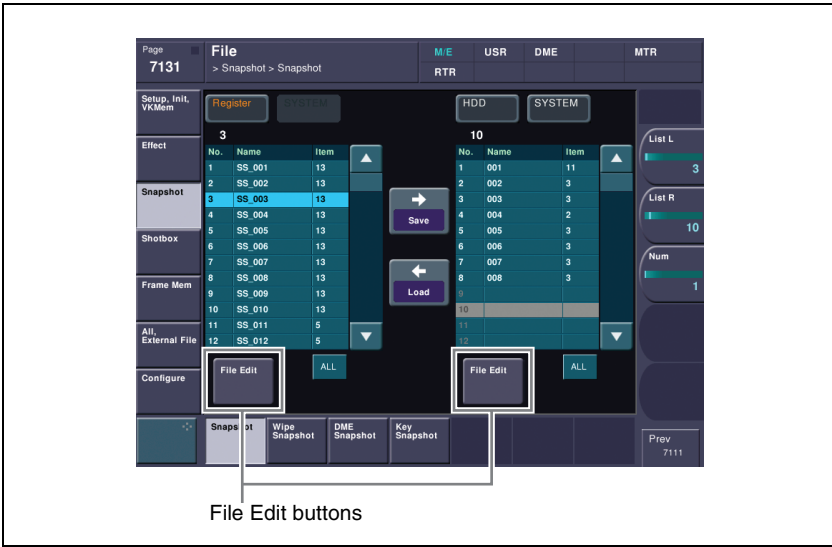 Page
7131
File
> Snapshot > Snapshot
M/E USR DME MTR
RTR
Setup, Init,
VKMem
Effect
Snapshot
Shotbox
Frame Mem
All,
External File
Configure
Register SYSTEM
3
No. Name Item
1 SS_001 13
2 SS_002 13
3 SS_003 13
4 SS_004 13
5 SS_005 13
6 SS_006 13
7 SS_007 13
8 SS_008 13
9 SS_009 13
10 SS_010 13
11 SS_011 5
12 SS_012 5
File Edit ALL
Save
Load
HDD SYSTEM
10
No. Name Item
1 001 11
2 002 3
3 003 3
4 004 2
5 005 3
6 006 3
7 007 3
8 008 3
9
10
11
12
File Edit ALL
List L
3
List R
10
Num
1
Snapshot
Wipe
Snapshot
DME
Snapshot
Key
Snapshot
Prev
7111
File Edit buttons